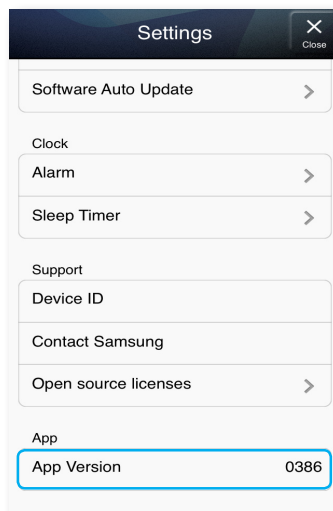 Settings
Close
Software Auto Update
Clock
Alarm
Sleep Timer
Support
Device ID
Contact Samsung
Open source licenses
App
App Version 0386